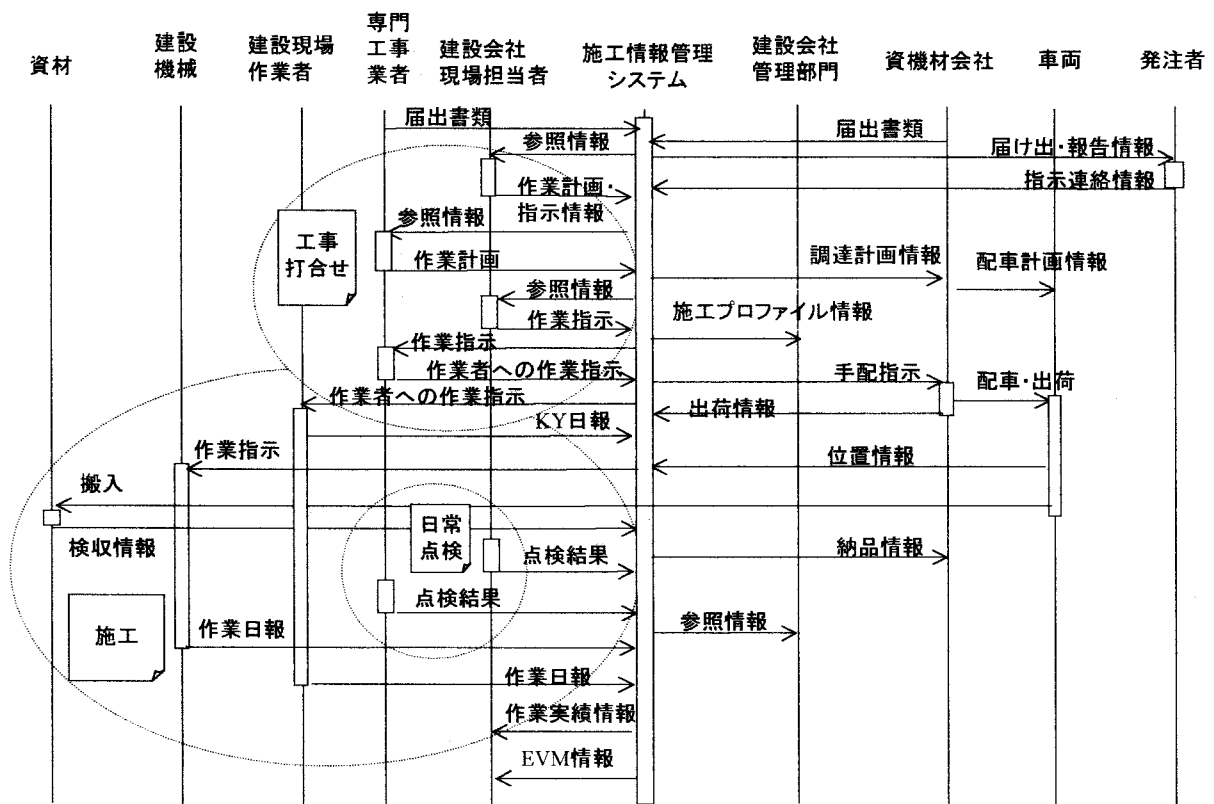 資材
建設
機械
建設現場
作業者
専門
工事
業者
建設会社
現場担当者
施工情報管理
システム
建設会社
管理部門
資機材会社
車両
発注者
届出書類
届出書類
参照情報
届け出・報告情報
作業計画・
指示情報
指示連絡情報
工事
打合せ
参照情報
作業計画
調達計画情報
配車計画情報
参照情報
作業指示
施工プロファイル情報
作業指示
作業者への作業指示
手配指示
配車・出荷
作業者への作業指示
出荷情報
KY日報
作業指示
位置情報
搬入
検収情報
日常
点検
点検結果
納品情報
点検結果
施工
作業日報
参照情報
作業日報
作業実績情報
EVM情報